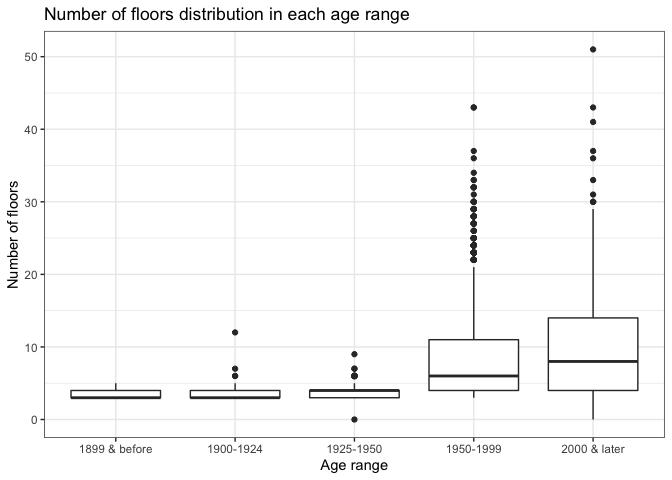 Number of floors distribution in each age range
50
40
30
20
10
0
Number of floors
1899 & before 1900-1924 1925-1950 1950-1999 2000 & later
Age range